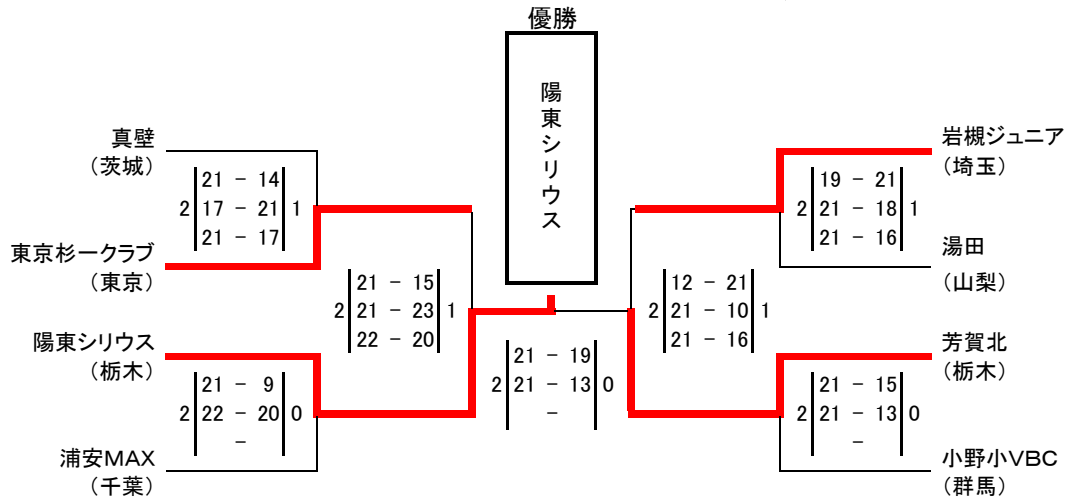 優勝
陽東シリウス
真壁
（茨城）
21 － 14
2 17 － 21 1
21 － 17
東京杉一クラブ
（東京）
21 － 15
2 21 － 23 1
22 － 20
陽東シリウス
（栃木）
21 － 9
2 22 － 20 0
－
浦安MAX
（千葉）
21 － 19
2 21 － 13 0
－
岩槻ジュニア
（埼玉）
19 － 21
2 21 － 18 1
21 － 16
湯田
（山梨）
12 － 21
2 21 － 10 1
21 － 16
芳賀北
（栃木）
21 － 15
2 21 － 13 0
－
小野小VBC
（群馬）